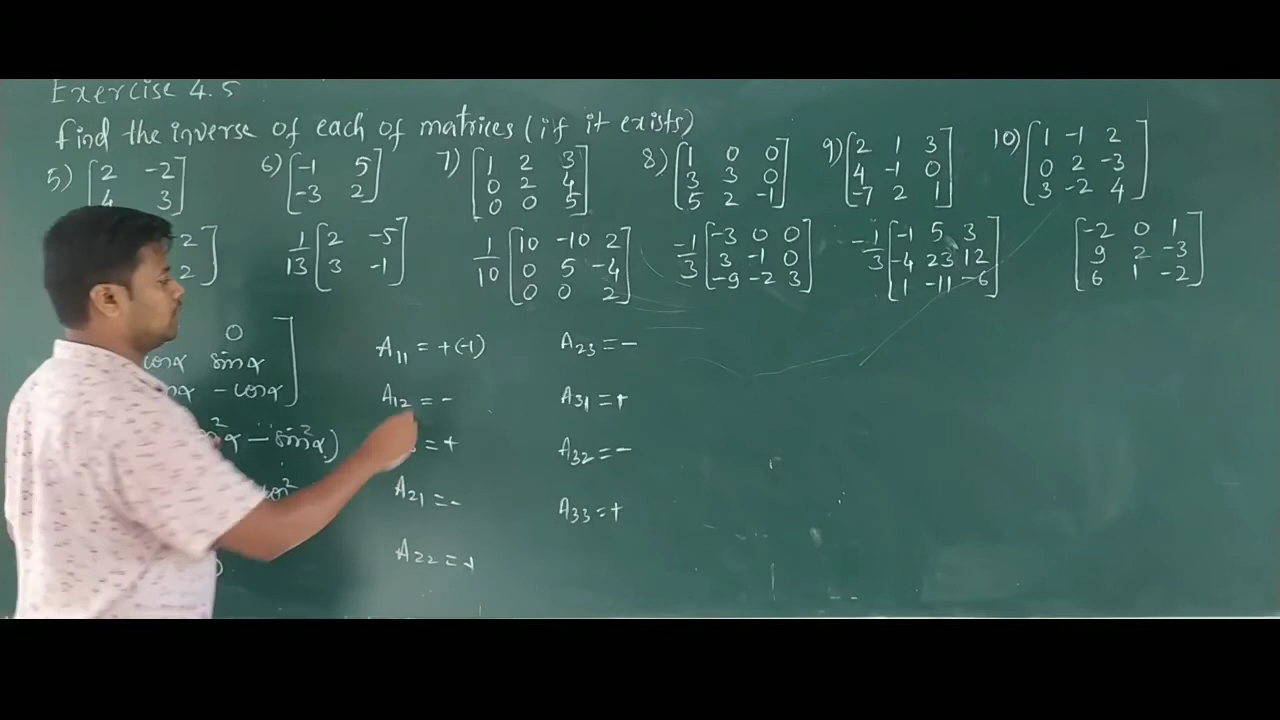 Exercise 4.5
find the inverse of each of matrices (if it exists)
5) [2 -2
4 3]
6) [-1 5
-3 2]
7) [1 2 3
0 2 4
0 0 5]
8) [1 0 0
3 3 0
5 2 -1]
9) [2 1 3
4 -1 0
-7 2 1]
10) [1 -1 2
0 2 -3
3 -2 4]
2
2]
1/13 [2 -5
3 -1]
1/10 [10 -10 2
0 5 -4
0 0 2]
-1/3 [-3 0 0
3 -1 0
-9 -2 3]
-1/3 [-1 5 3
-4 23 12
1 -11 -6]
[-2 0 1
9 2 -3
6 1 -2]
0
cosα sinα
-cosα]
- sin²α)
A11 = +(-1)
A12 = -
= +
A21 = -
A22 = +
A23 = -
A31 = +
A32 = -
A33 = +